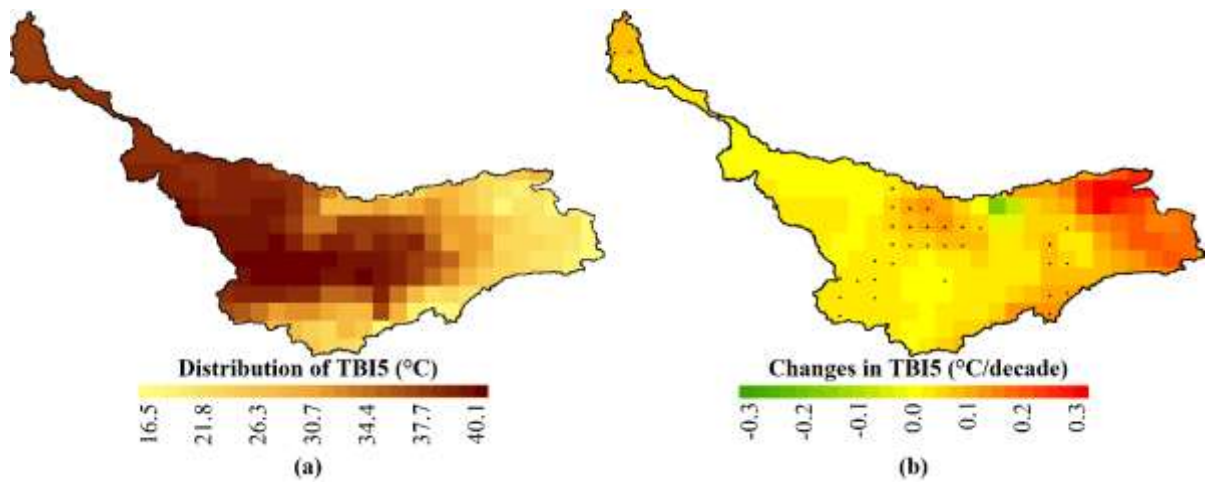 Distribution of TBI5 (°C)
16.5 21.8 26.3 30.7 34.4 37.7 40.1
(a)
Changes in TBI5 (°C/decade)
-0.3 -0.2 -0.1 0.0 0.1 0.2 0.3
(b)